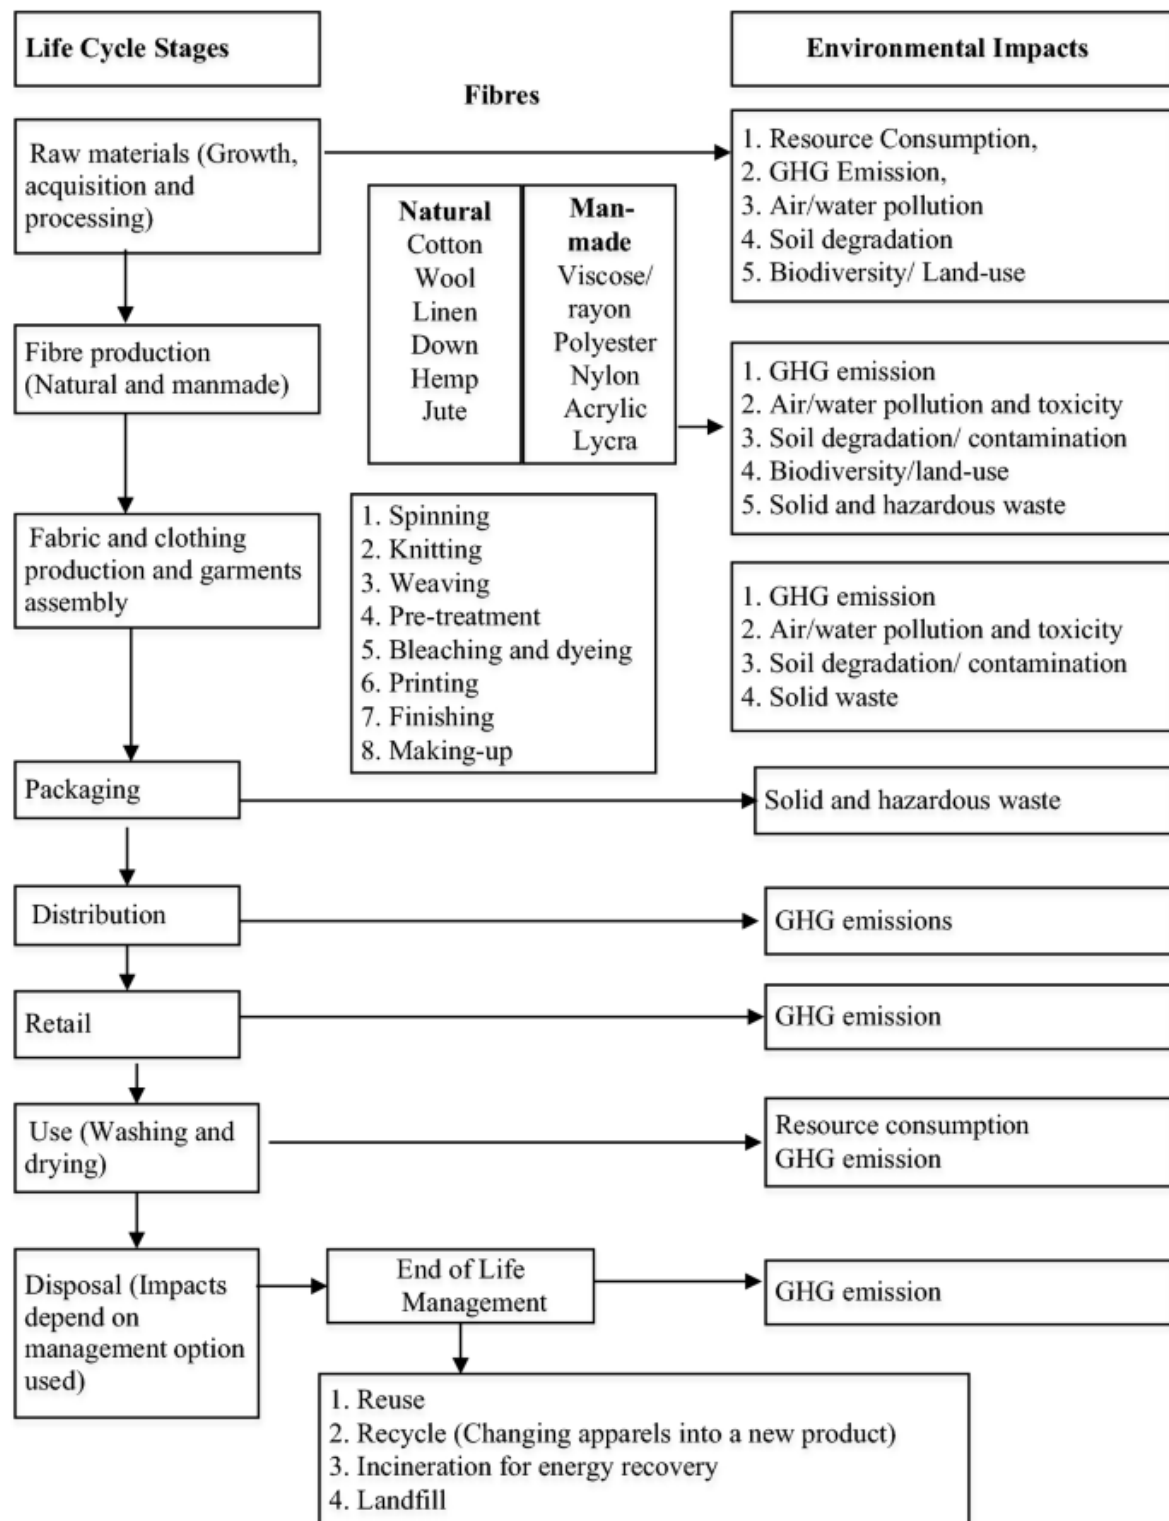 Life Cycle Stages
Environmental Impacts
Fibres
Raw materials (Growth,
acquisition and
processing)
1. Resource Consumption,
2. GHG Emission,
3. Air/water pollution
4. Soil degradation
5. Biodiversity/ Land-use
Natural
Cotton
Wool
Linen
Down
Hemp
Jute
Man-
made
Viscose/
rayon
Polyester
Nylon
Acrylic
Lycra
Fibre production
(Natural and manmade)
1. GHG emission
2. Air/water pollution and toxicity
3. Soil degradation/ contamination
4. Biodiversity/land-use
5. Solid and hazardous waste
Fabric and clothing
production and garments
assembly
1. Spinning
2. Knitting
3. Weaving
4. Pre-treatment
5. Bleaching and dyeing
6. Printing
7. Finishing
8. Making-up
1. GHG emission
2. Air/water pollution and toxicity
3. Soil degradation/ contamination
4. Solid waste
Packaging
Solid and hazardous waste
Distribution
GHG emissions
Retail
GHG emission
Use (Washing and
drying)
Resource consumption
GHG emission
Disposal (Impacts
depend on
management option
used)
End of Life
Management
GHG emission
1. Reuse
2. Recycle (Changing apparels into a new product)
3. Incineration for energy recovery
4. Landfill